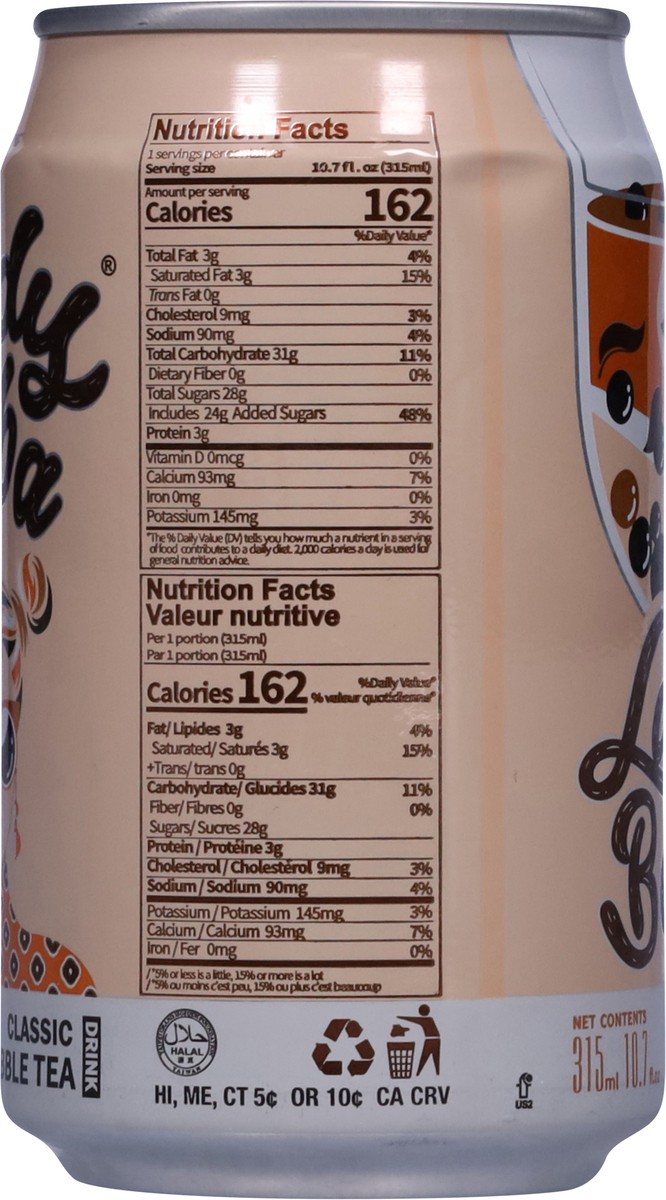 dy
®
ba
Nutrition Facts
1 servings per container
Serving size 10.7 fl. oz (315ml)
Amount per serving
Calories 162
%Daily Value*
Total Fat 3g 4%
Saturated Fat 3g 15%
Trans Fat 0g
Cholesterol 9mg 3%
Sodium 90mg 4%
Total Carbohydrate 31g 11%
Dietary Fiber 0g 0%
Total Sugars 28g
Includes 24g Added Sugars 48%
Protein 3g
Vitamin D 0mcg 0%
Calcium 93mg 7%
Iron 0mg 0%
Potassium 145mg 3%
*The % Daily Value (DV) tells you how much a nutrient in a serving
of food contributes to a daily diet. 2,000 calories a day is used for
general nutrition advice.
Nutrition Facts
Valeur nutritive
Per 1 portion (315ml)
Par 1 portion (315ml)
Calories 162 %Daily Value*
% valeur quotidienne*
Fat/ Lipides 3g 4%
Saturated/ Saturés 3g 15%
+Trans/ trans 0g
Carbohydrate/ Glucides 31g 11%
Fiber/ Fibres 0g 0%
Sugars/ Sucres 28g
Protein / Protéine 3g
Cholesterol / Cholestérol 9mg 3%
Sodium / Sodium 90mg 4%
Potassium / Potassium 145mg 3%
Calcium / Calcium 93mg 7%
Iron / Fer 0mg 0%
/*5% or less is a little, 15% or more is a lot
/*5% ou moins c'est peu, 15% ou plus c'est beaucoup
CLASSIC
BBLE TEA
DRINK
حلال
HALAL
TAIWAN
HI, ME, CT 5¢ OR 10¢ CA CRV
US2
NET CONTENTS
315ml 10.7